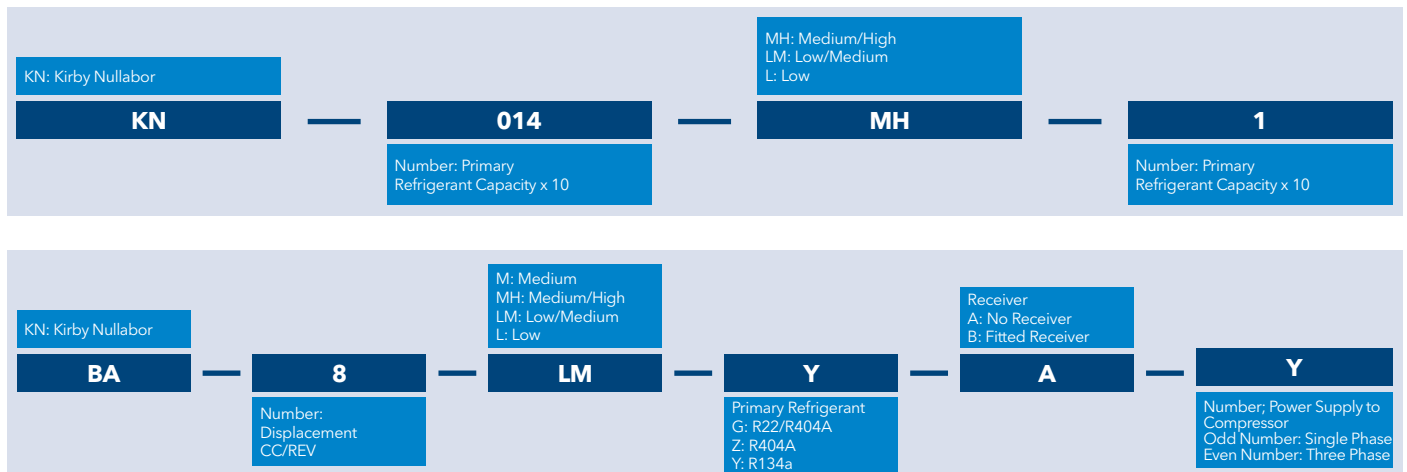 KN: Kirby Nullabor
KN
014
Number: Primary
Refrigerant Capacity x 10
MH: Medium/High
LM: Low/Medium
L: Low
MH
1
Number: Primary
Refrigerant Capacity x 10
KN: Kirby Nullabor
BA
8
Number:
Displacement
CC/REV
M: Medium
MH: Medium/High
LM: Low/Medium
L: Low
LM
Y
Primary Refrigerant
G: R22/R404A
Z: R404A
Y: R134a
Receiver
A: No Receiver
B: Fitted Receiver
A
Y
Number; Power Supply to
Compressor
Odd Number: Single Phase
Even Number: Three Phase